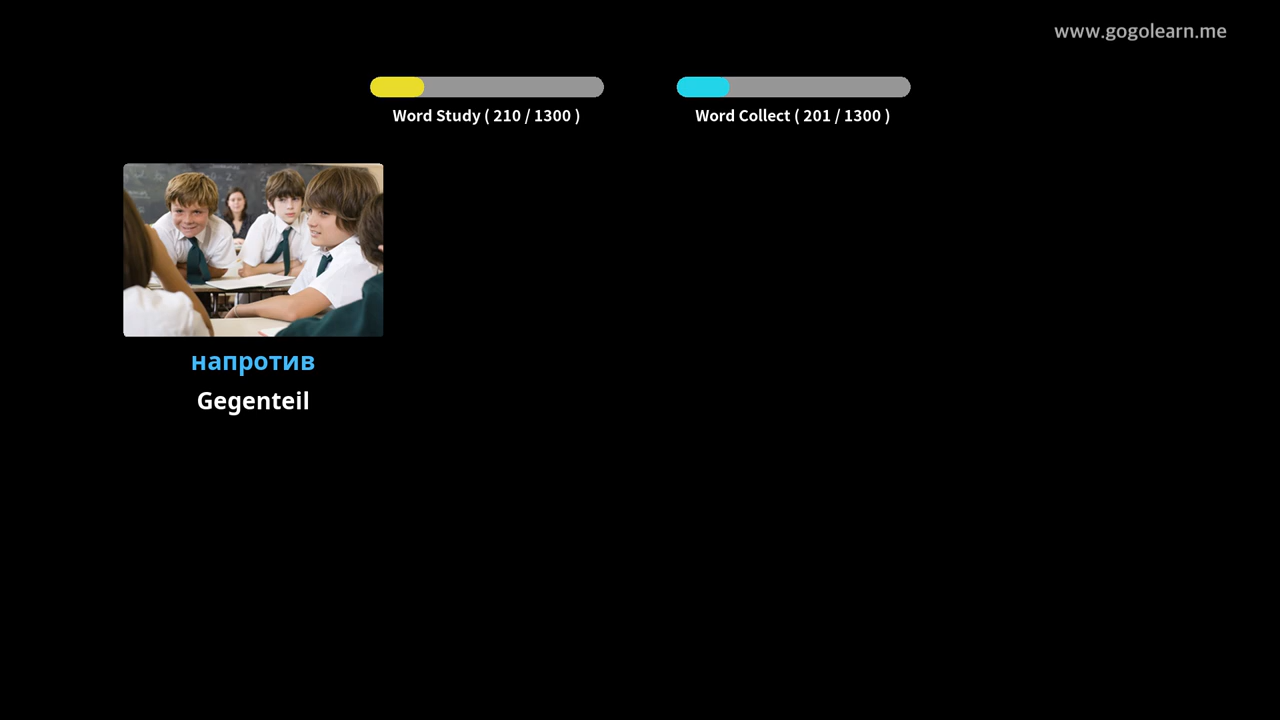 www.gogolearn.me
Word Study ( 210 / 1300 )
Word Collect ( 201 / 1300 )
напротив
Gegenteil